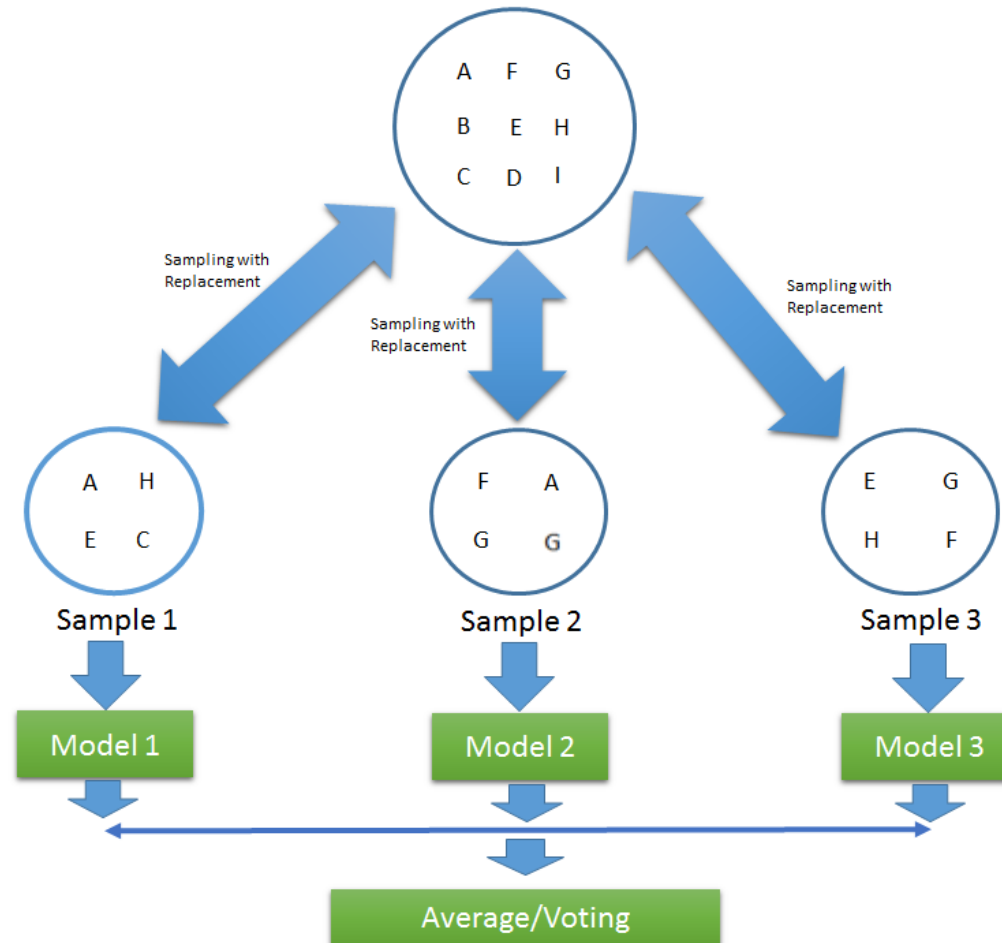 A F G
B E H
C D I
Sampling with
Replacement
Sampling with
Replacement
Sampling with
Replacement
A H
E C
F A
G G
E G
H F
Sample 1
Sample 2
Sample 3
Model 1
Model 2
Model 3
Average/Voting